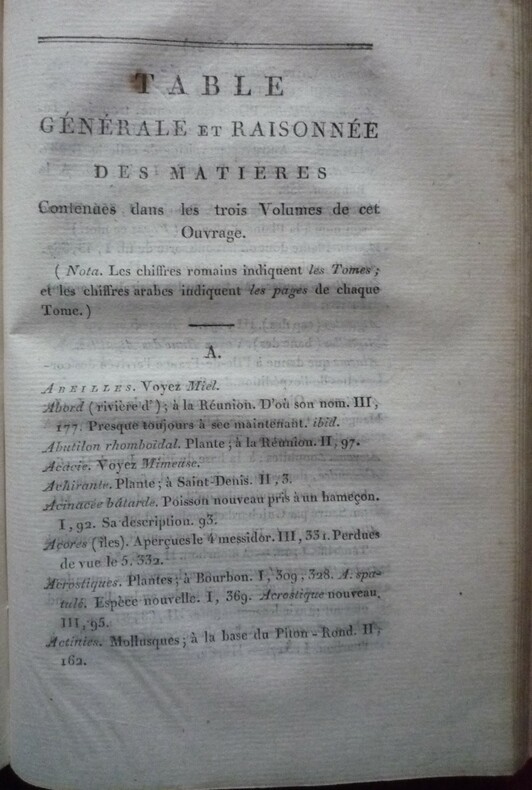 TABLE
GÉNÉRALE ET RAISONNÉE
DES MATIERES
Contenues dans les trois Volumes de cet
Ouvrage.
( Nota. Les chiffres romains indiquent les Tomes ;
et les chiffres arabes indiquent les pages de chaque
Tome. )
A.
ABEILLES. Voyez Miel.
Abord (rivière d') ; à la Réunion. D'où son nom. III,
177. Presque toujours à sec maintenant. ibid.
Abutilon rhomboïdal. Plante ; à la Réunion. II, 97.
Acacie. Voyez Mimeuse.
Achirante. Plante ; à Saint-Denis. II, 3.
Acinacée bâtarde. Poisson nouveau pris à un hameçon.
I, 92. Sa description. 93.
Açores (îles). Aperçues le 4 messidor. III, 331. Perdues
de vue le 5. 332.
Acrostiques. Plantes ; à Bourbon. I, 309, 328. A. spa-
tulé. Espèce nouvelle. I, 369. Acrostique nouveau.
III, 95.
Actinies. Mollusques ; à la base du Piton-Rond. II,
162.